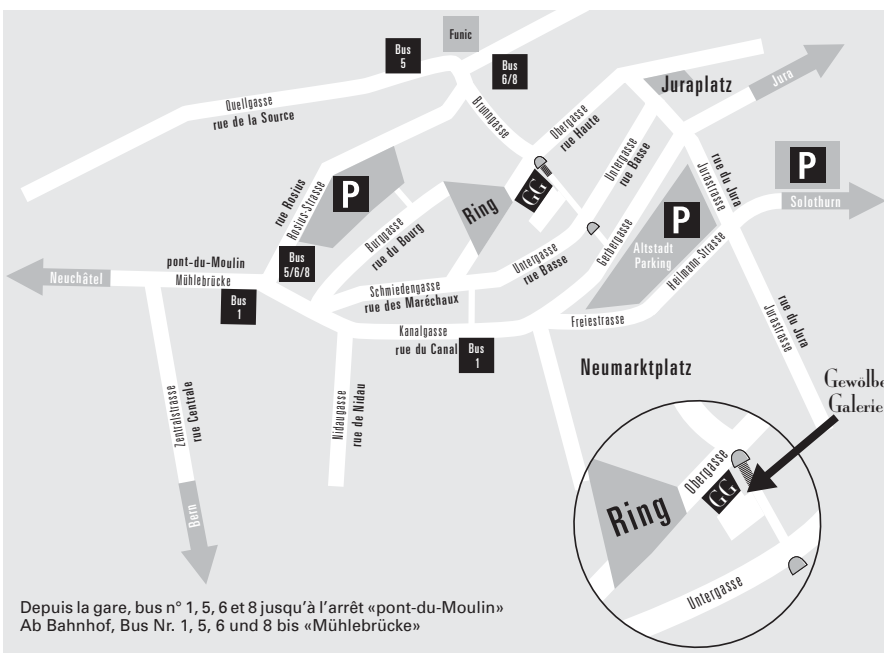 Funic
Bus
5
Bus
6/8
Juraplatz
Jura
Quellgasse
rue de la Source
Brunngasse
Obergasse
rue Haute
Untergasse
rue Basse
rue du Jura
Jurastrasse
P
Solothurn
rue Rosius
Rosius-Strasse
P
Ring
GG
P
Altstadt
Parking
Burggasse
rue du Bourg
Gerbergasse
Heilmann-Strasse
pont-du-Moulin
Mühlebrücke
Neuchâtel
Bus
5/6/8
Bus
1
Untergasse
rue Basse
Schmiedengasse
rue des Maréchaux
Kanalgasse
rue du Canal
Bus
1
Freiestrasse
rue du Jura
Jurastrasse
Neumarktplatz
Zentralstrasse
rue Centrale
Nidaugasse
rue de Nidau
Bern
Gewölbe
Galerie
Obergasse
GG
Ring
Untergasse
Depuis la gare, bus n° 1, 5, 6 et 8 jusqu'à l'arrêt «pont-du-Moulin»
Ab Bahnhof, Bus Nr. 1, 5, 6 und 8 bis «Mühlebrücke»